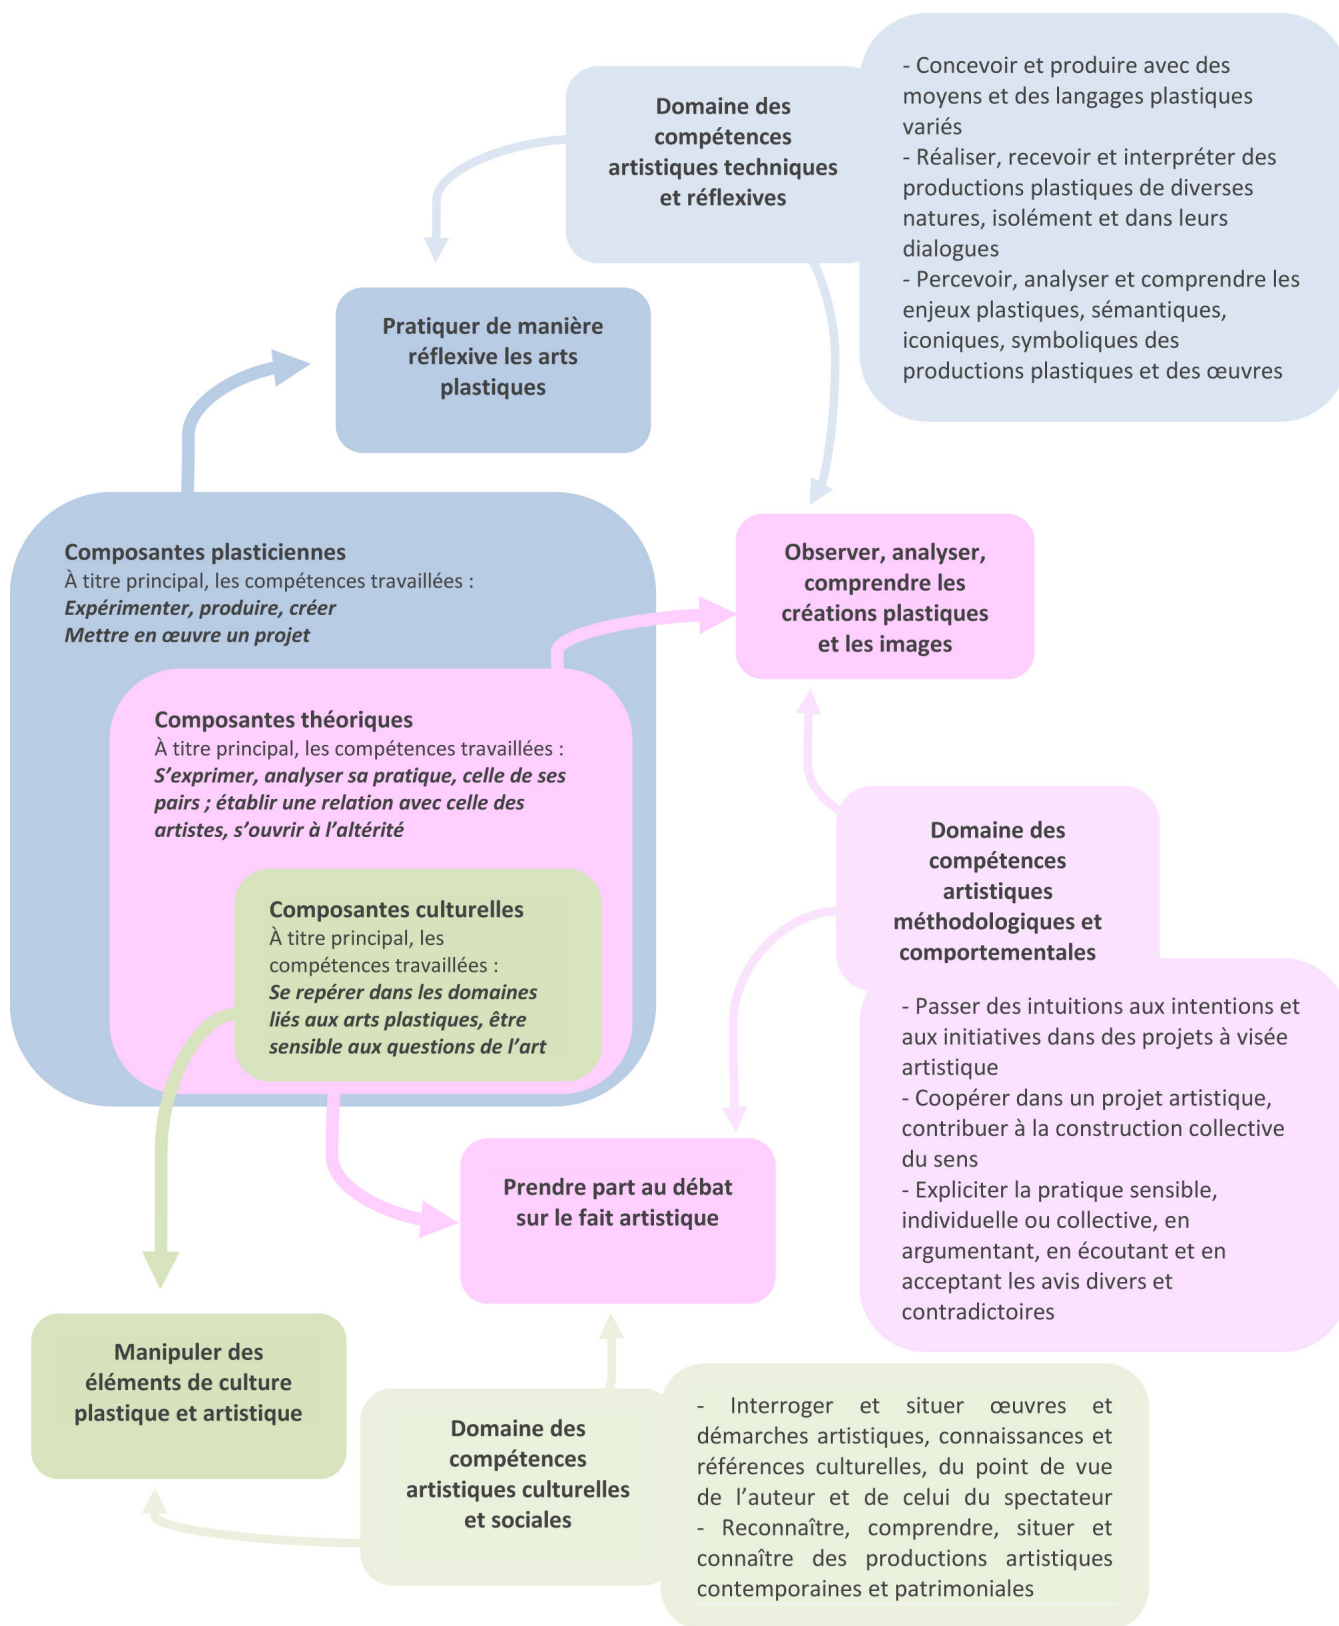 Domaine des
compétences
artistiques techniques
et réflexives
- Concevoir et produire avec des
moyens et des langages plastiques
variés
- Réaliser, recevoir et interpréter des
productions plastiques de diverses
natures, isolément et dans leurs
dialogues
- Percevoir, analyser et comprendre les
enjeux plastiques, sémantiques,
iconiques, symboliques des
productions plastiques et des œuvres
Pratiquer de manière
réflexive les arts
plastiques
Composantes plasticiennes
À titre principal, les compétences travaillées :
Expérimenter, produire, créer
Mettre en œuvre un projet
Observer, analyser,
comprendre les
créations plastiques
et les images
Composantes théoriques
À titre principal, les compétences travaillées :
S’exprimer, analyser sa pratique, celle de ses
pairs ; établir une relation avec celle des
artistes, s’ouvrir à l’altérité
Composantes culturelles
À titre principal, les
compétences travaillées :
Se repérer dans les domaines
liés aux arts plastiques, être
sensible aux questions de l’art
Domaine des
compétences
artistiques
méthodologiques et
comportementales
- Passer des intuitions aux intentions et
aux initiatives dans des projets à visée
artistique
- Coopérer dans un projet artistique,
contribuer à la construction collective
du sens
- Expliciter la pratique sensible,
individuelle ou collective, en
argumentant, en écoutant et en
acceptant les avis divers et
contradictoires
Prendre part au débat
sur le fait artistique
Manipuler des
éléments de culture
plastique et artistique
Domaine des
compétences
artistiques culturelles
et sociales
- Interroger et situer œuvres et
démarches artistiques, connaissances et
références culturelles, du point de vue
de l’auteur et de celui du spectateur
- Reconnaître, comprendre, situer et
connaître des productions artistiques
contemporaines et patrimoniales